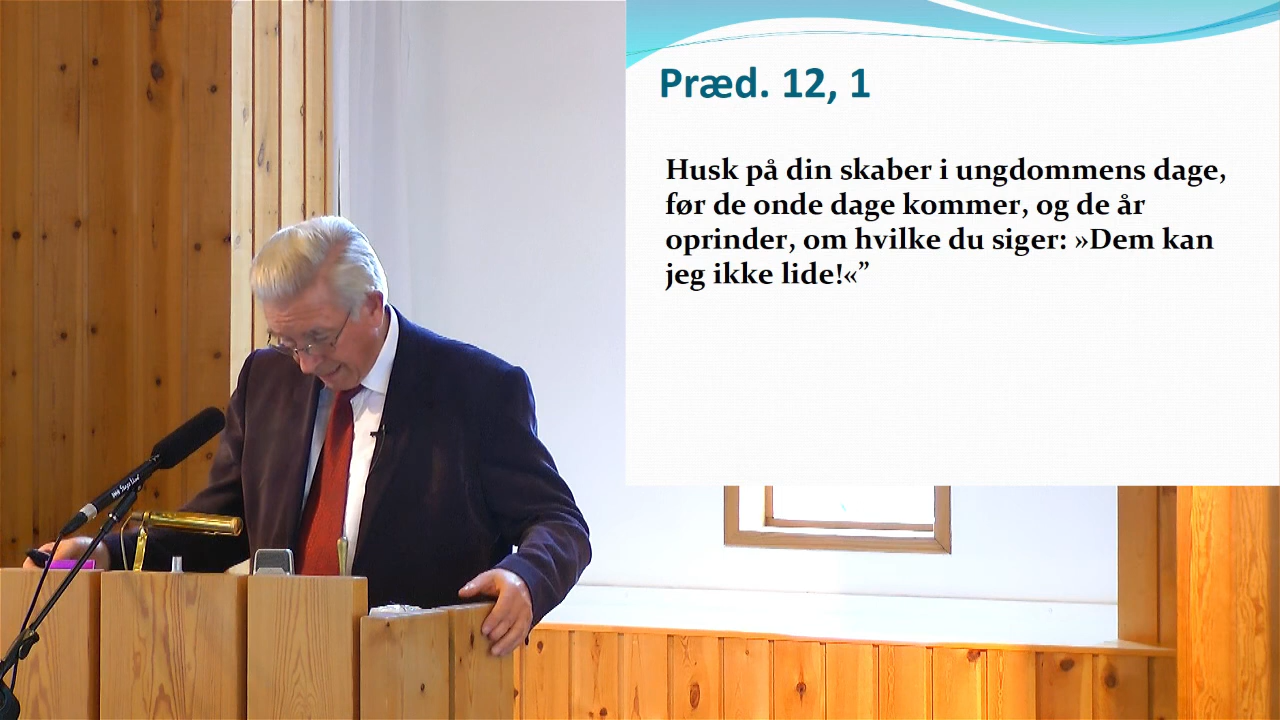 Præd. 12, 1
Husk på din skaber i ungdommens dage,
før de onde dage kommer, og de år
oprinder, om hvilke du siger: »Dem kan
jeg ikke lide!«”